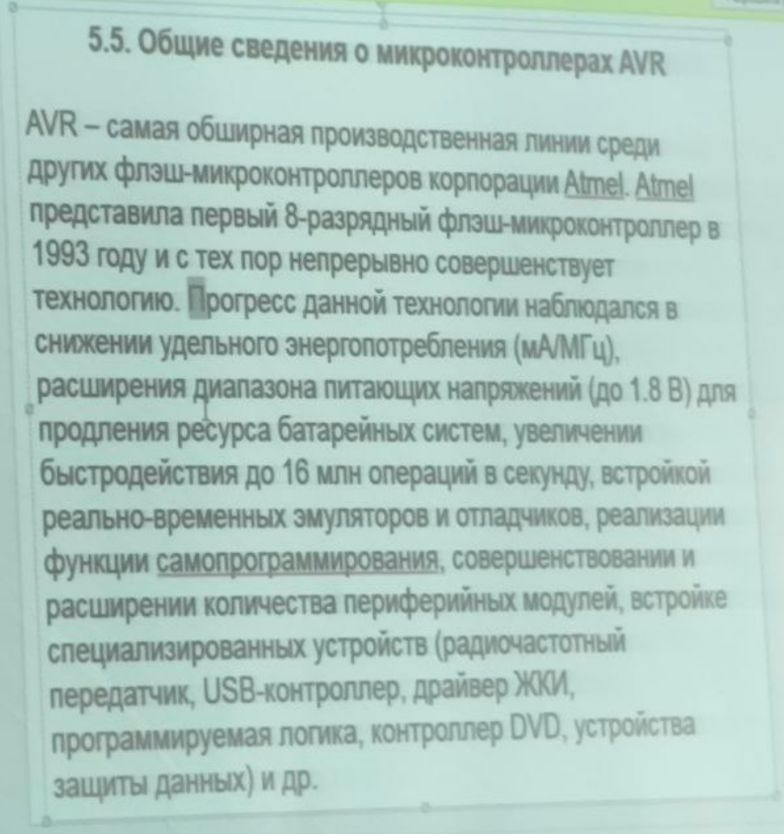 5.5. Общие сведения о микроконтроллерах AVR
AVR – самая обширная производственная линии среди
других флэш-микроконтроллеров корпорации Atmel. Atmel
представила первый 8-разрядный флэш-микроконтроллер в
1993 году и с тех пор непрерывно совершенствует
технологию. Прогресс данной технологии наблюдался в
снижении удельного энергопотребления (мА/МГц),
расширения диапазона питающих напряжений (до 1.8 В) для
продления ресурса батарейных систем, увеличении
быстродействия до 16 млн операций в секунду, встройкой
реально-временных эмуляторов и отладчиков, реализации
функции самопрограммирования, совершенствовании и
расширении количества периферийных модулей, встройке
специализированных устройств (радиочастотный
передатчик, USB-контроллер, драйвер ЖКИ,
программируемая логика, контроллер DVD, устройства
защиты данных) и др.